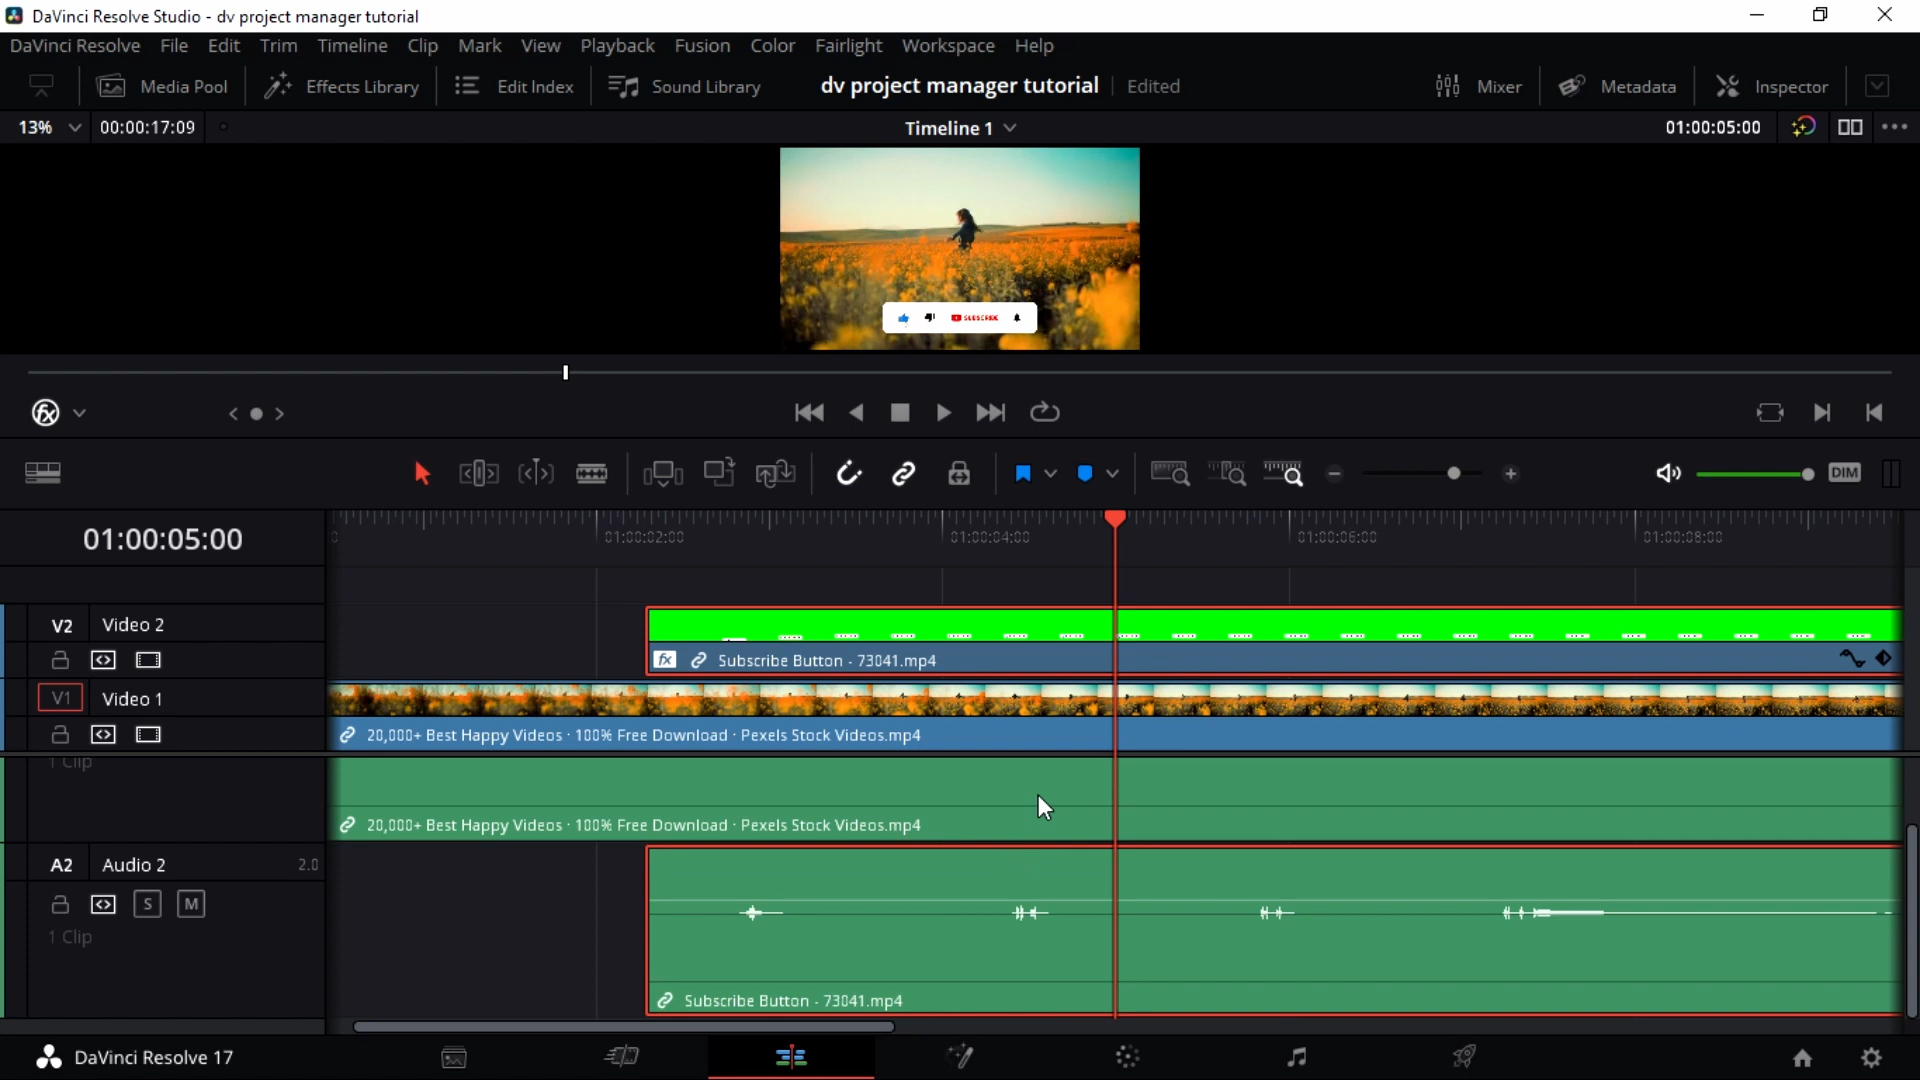 DaVinci Resolve Studio - dv project manager tutorial
DaVinci Resolve File Edit Trim Timeline Clip Mark View Playback Fusion Color Fairlight Workspace Help
Media Pool Effects Library Edit Index Sound Library dv project manager tutorial Edited Mixer Metadata Inspector
13% 00:00:17:09 Timeline 1 01:00:05:00
SUBSCRIBE
fx
DIM
01:00:05:00 01:00:02:00 01:00:04:00 01:00:06:00 01:00:08:00
V2 Video 2
fx Subscribe Button - 73041.mp4
V1 Video 1
20,000+ Best Happy Videos · 100% Free Download · Pexels Stock Videos.mp4
1 Clip
20,000+ Best Happy Videos · 100% Free Download · Pexels Stock Videos.mp4
A2 Audio 2 2.0
S M
1 Clip
Subscribe Button - 73041.mp4
DaVinci Resolve 17